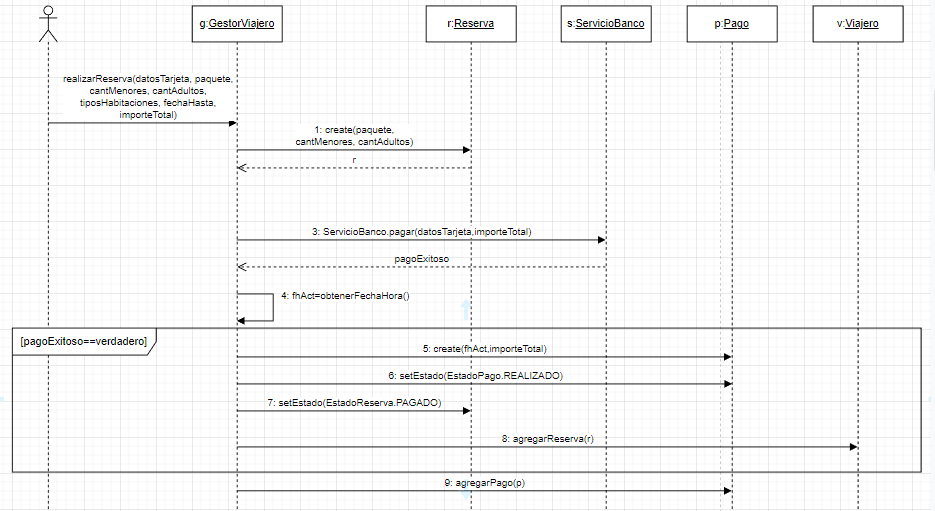 g:GestorViajero
r:Reserva
s:ServicioBanco
p:Pago
v:Viajero
realizarReserva(datosTarjeta, paquete,
cantMenores, cantAdultos,
tiposHabitaciones, fechaHasta,
importeTotal)
1: create(paquete,
cantMenores, cantAdultos)
r
3: ServicioBanco.pagar(datosTarjeta,importeTotal)
pagoExitoso
4: fhAct=obtenerFechaHora()
[pagoExitoso==verdadero]
5: create(fhAct,importeTotal)
6: setEstado(EstadoPago.REALIZADO)
7: setEstado(EstadoReserva.PAGADO)
8: agregarReserva(r)
9: agregarPago(p)